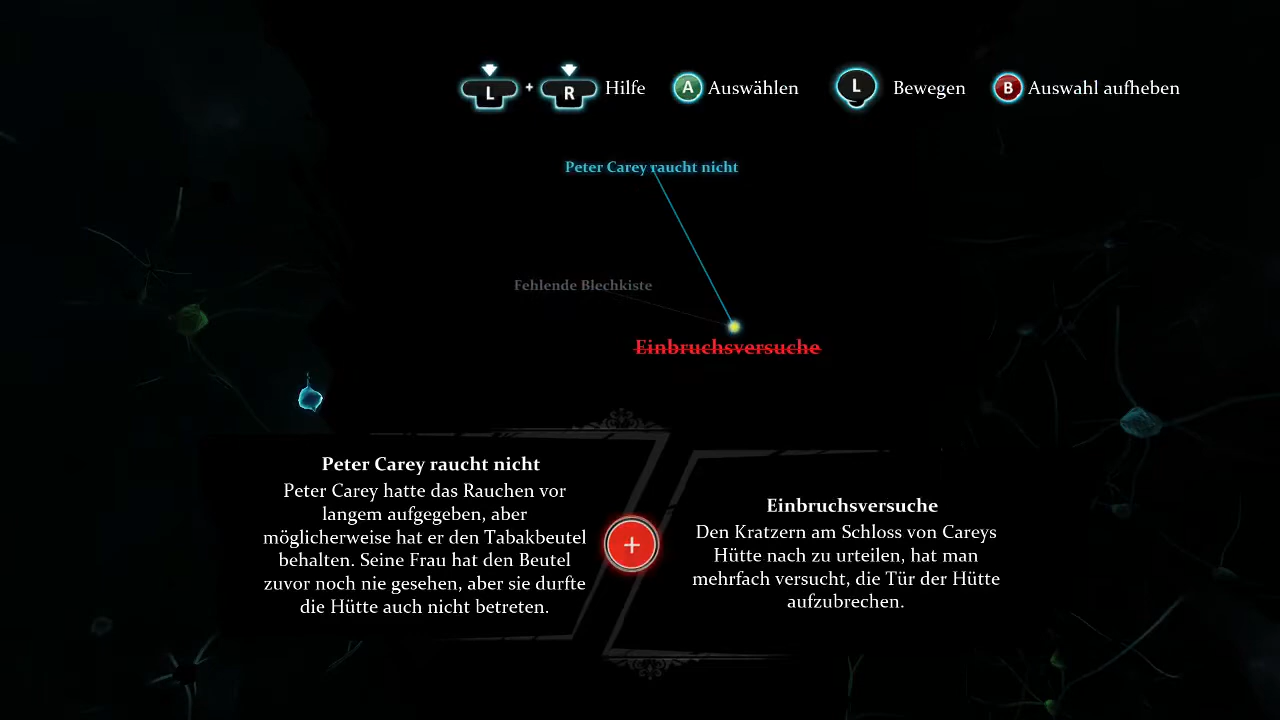 L + R Hilfe A Auswählen L Bewegen B Auswahl aufheben
Peter Carey raucht nicht
Fehlende Blechkiste
Einbruchsversuche
Peter Carey raucht nicht
Peter Carey hatte das Rauchen vor
langem aufgegeben, aber
möglicherweise hat er den Tabakbeutel
behalten. Seine Frau hat den Beutel
zuvor noch nie gesehen, aber sie durfte
die Hütte auch nicht betreten.
+
Einbruchsversuche
Den Kratzern am Schloss von Careys
Hütte nach zu urteilen, hat man
mehrfach versucht, die Tür der Hütte
aufzubrechen.